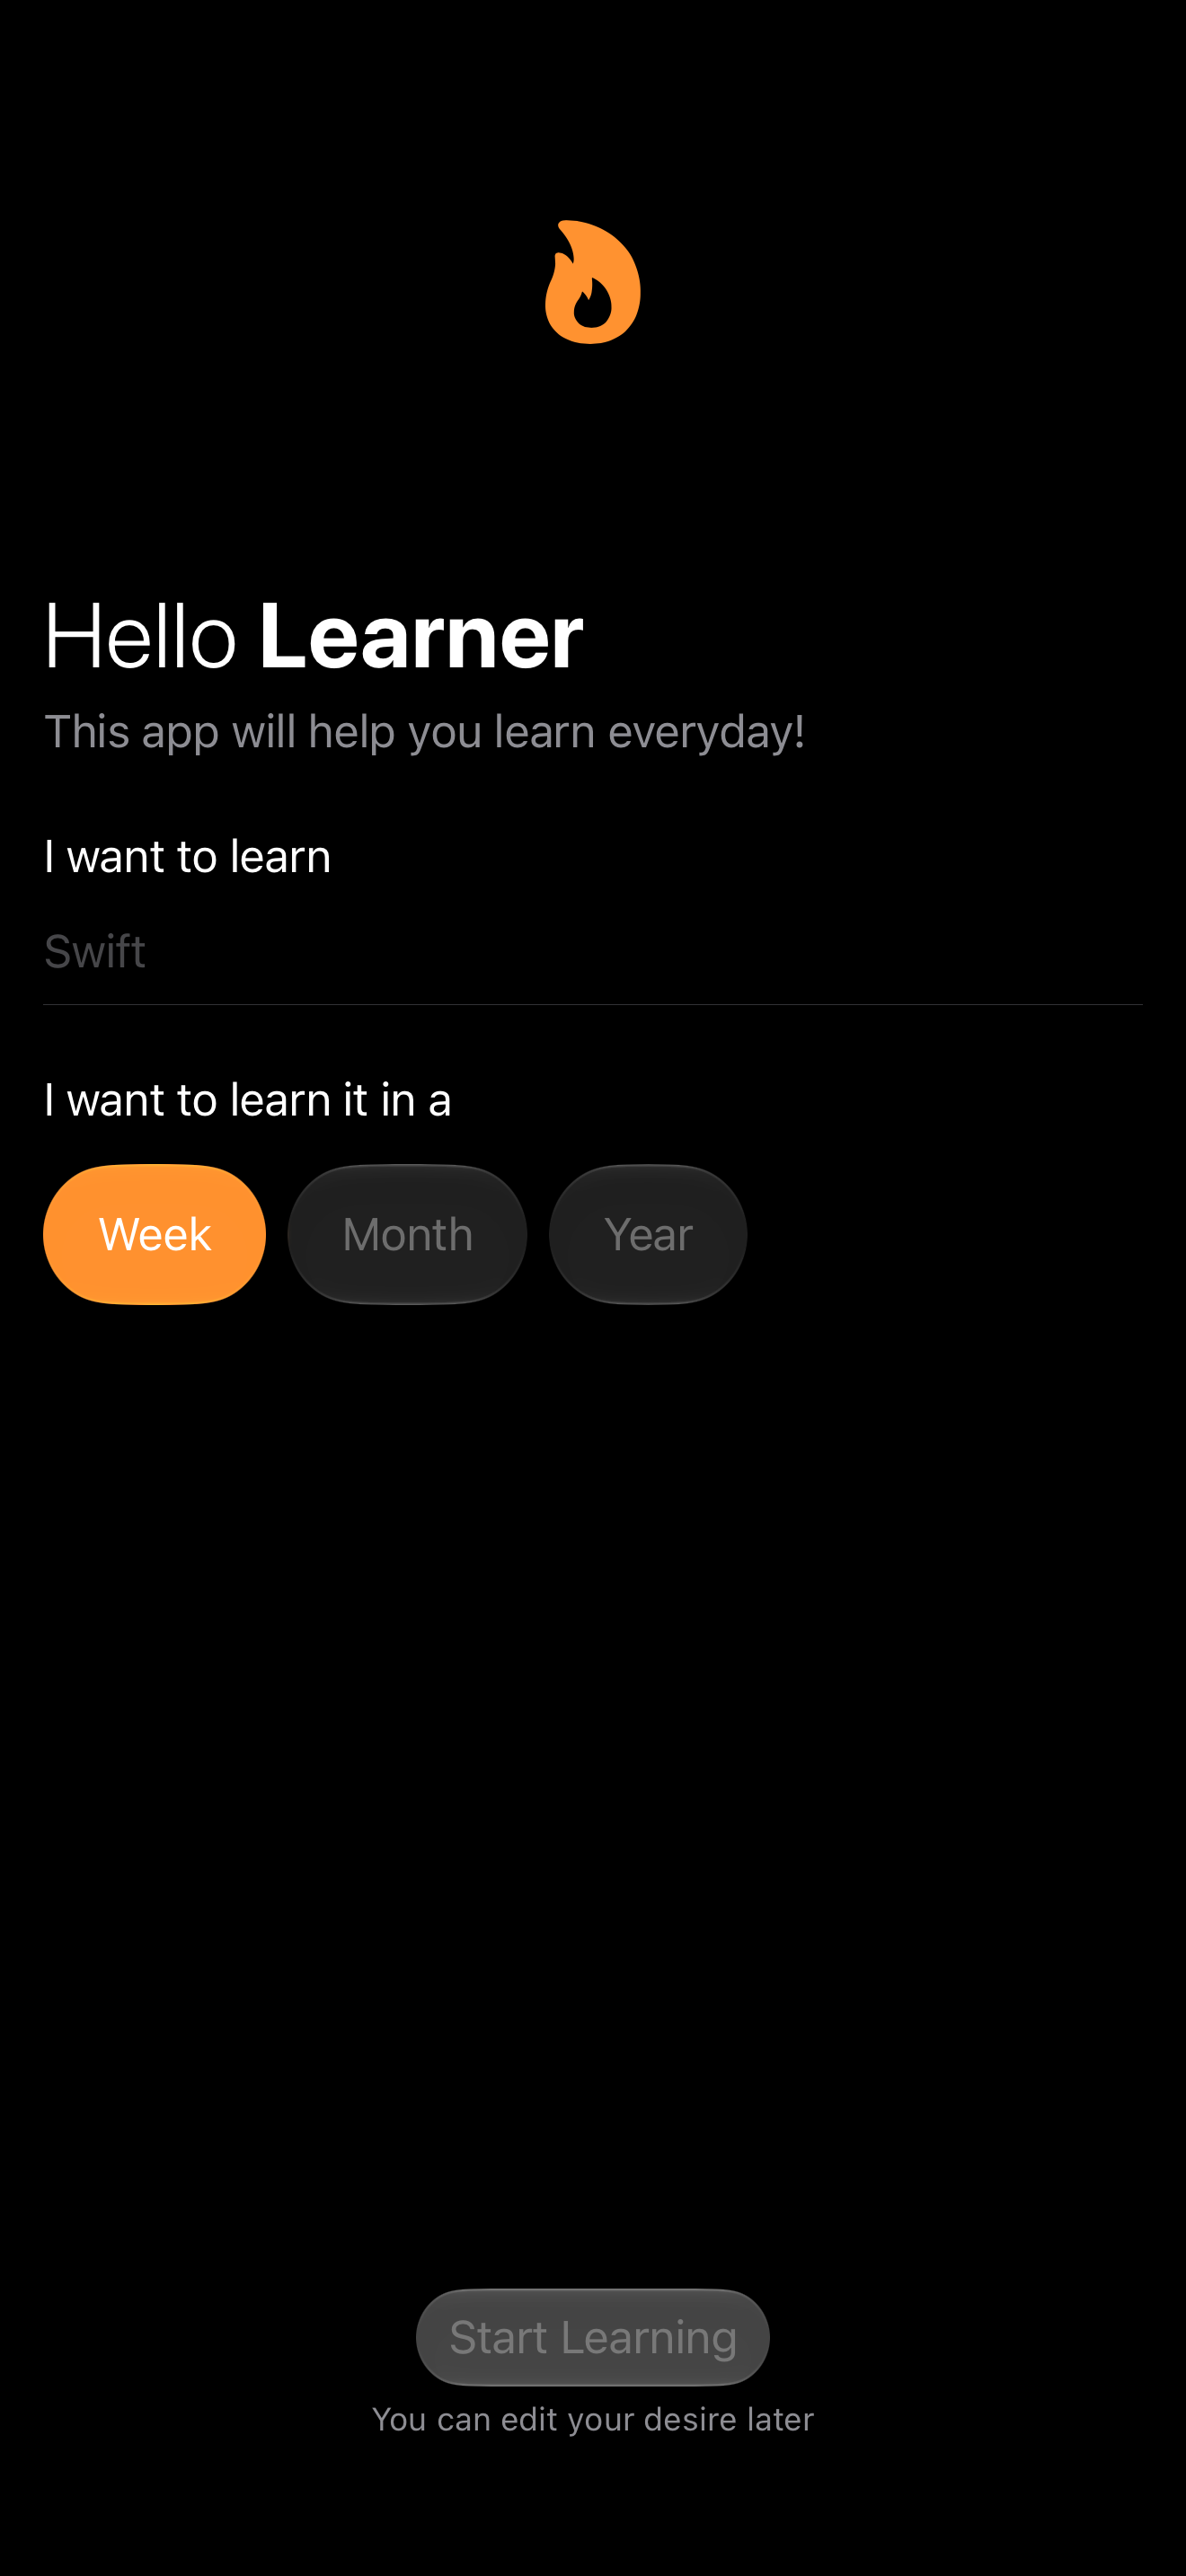 Hello Learner
This app will help you learn everyday!
I want to learn
Swift
I want to learn it in a
Week Month Year
Start Learning
You can edit your desire later